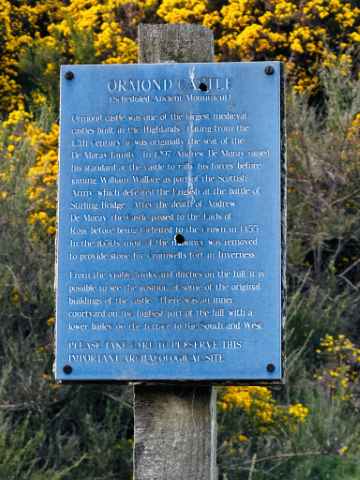 ORMOND CASTLE
(Scheduled Ancient Monument)
Ormond castle was one of the largest medieval
castles built in the Highlands. Dating from the
12th Century it was originally the seat of the
De Moray family. In 1297 Andrew De Moray raised
his standard at the castle to rally his forces before
joining William Wallace as part of the Scottish
Army which defeated the English at the battle of
Stirling Bridge. After the death of Andrew
De Moray the Castle passed to the Earls of
Ross before being forfeited to the Crown in 1455.
In the 1650s most of the masonry was removed
to provide stone for Cromwells fort in Inverness.
From the visible banks and ditches on the hill it is
possible to see the position of some of the original
buildings of the castle. There was an inner
courtyard on the highest part of the hill with a
lower bailey on the terrace to the South and West.
PLEASE TAKE CARE TO PRESERVE THIS
IMPORTANT ARCHAEOLOGICAL SITE